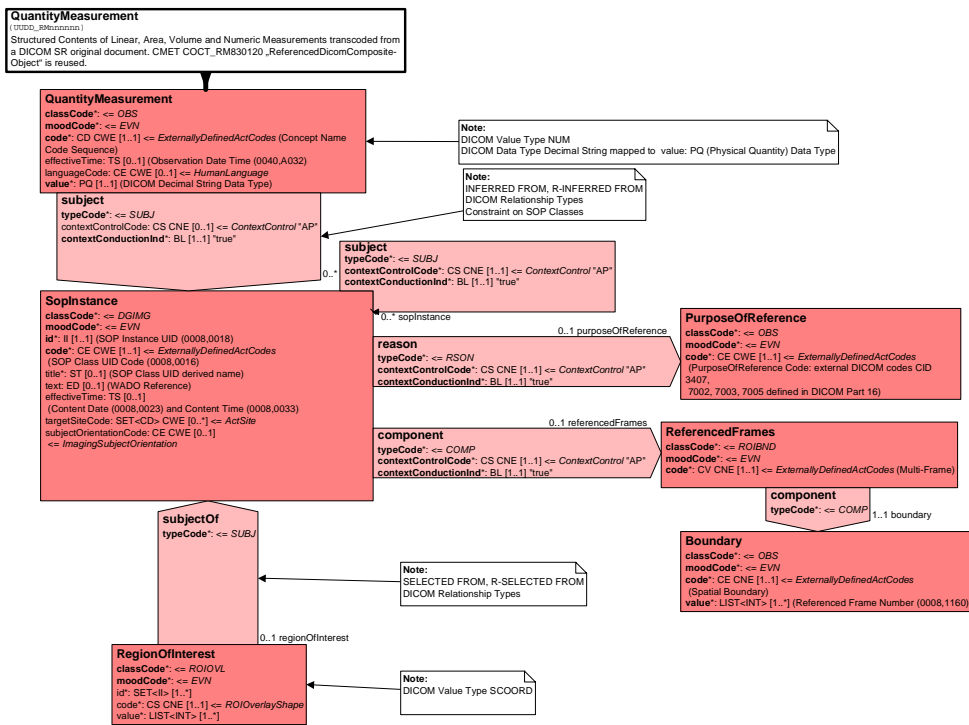 QuantityMeasurement
(UUDD_RMnnnnnn)
Structured Contents of Linear, Area, Volume and Numeric Measurements transcoded from
a DICOM SR original document. CMET COCT_RM830120 „ReferencedDicomComposite-
Object" is reused.
QuantityMeasurement
classCode*: <= OBS
moodCode*: <= EVN
code*: CD CWE [1..1] <= ExternallyDefinedActCodes (Concept Name
Code Sequence)
effectiveTime: TS [0..1] (Observation Date Time (0040,A032)
languageCode: CE CWE [0..1] <= HumanLanguage
value*: PQ [1..1] (DICOM Decimal String Data Type)
Note:
DICOM Value Type NUM
DICOM Data Type Decimal String mapped to value: PQ (Physical Quantity) Data Type
subject
typeCode*: <= SUBJ
contextControlCode: CS CNE [0..1] <= ContextControl "AP"
contextConductionInd*: BL [1..1] "true"
0..*
Note:
INFERRED FROM, R-INFERRED FROM
DICOM Relationship Types
Constraint on SOP Classes
subject
typeCode*: <= SUBJ
contextControlCode*: CS CNE [1..1] <= ContextControl "AP"
contextConductionInd*: BL [1..1] "true"
0..* sopInstance
SopInstance
classCode*: <= DGIMG
moodCode*: <= EVN
id*: II [1..1] (SOP Instance UID (0008,0018)
code*: CE CWE [1..1] <= ExternallyDefinedActCodes
(SOP Class UID Code (0008,0016)
title*: ST [0..1] (SOP Class UID derived name)
text: ED [0..1] (WADO Reference)
effectiveTime: TS [0..1]
(Content Date (0008,0023) and Content Time (0008,0033)
targetSiteCode: SET<CD> CWE [0..*] <= ActSite
subjectOrientationCode: CE CWE [0..1]
<= ImagingSubjectOrientation
0..1 purposeOfReference
reason
typeCode*: <= RSON
contextControlCode*: CS CNE [1..1] <= ContextControl "AP"
contextConductionInd*: BL [1..1] "true"
PurposeOfReference
classCode*: <= OBS
moodCode*: <= EVN
code*: CE CWE [1..1] <= ExternallyDefinedActCodes
(PurposeOfReference Code: external DICOM codes CID
3407,
7002, 7003, 7005 defined in DICOM Part 16)
0..1 referencedFrames
component
typeCode*: <= COMP
contextControlCode*: CS CNE [1..1] <= ContextControl "AP"
contextConductionInd*: BL [1..1] "true"
ReferencedFrames
classCode*: <= ROIBND
moodCode*: <= EVN
code*: CV CNE [1..1] <= ExternallyDefinedActCodes (Multi-Frame)
component
typeCode*: <= COMP
1..1 boundary
Boundary
classCode*: <= OBS
moodCode*: <= EVN
code*: CE CNE [1..1] <= ExternallyDefinedActCodes
(Spatial Boundary)
value*: LIST<INT> [1..*] (Referenced Frame Number (0008,1160)
subjectOf
typeCode*: <= SUBJ
Note:
SELECTED FROM, R-SELECTED FROM
DICOM Relationship Types
0..1 regionOfInterest
RegionOfInterest
classCode*: <= ROIOVL
moodCode*: <= EVN
id*: SET<II> [1..*]
code*: CS CNE [1..1] <= ROIOverlayShape
value*: LIST<INT> [1..*]
Note:
DICOM Value Type SCOORD